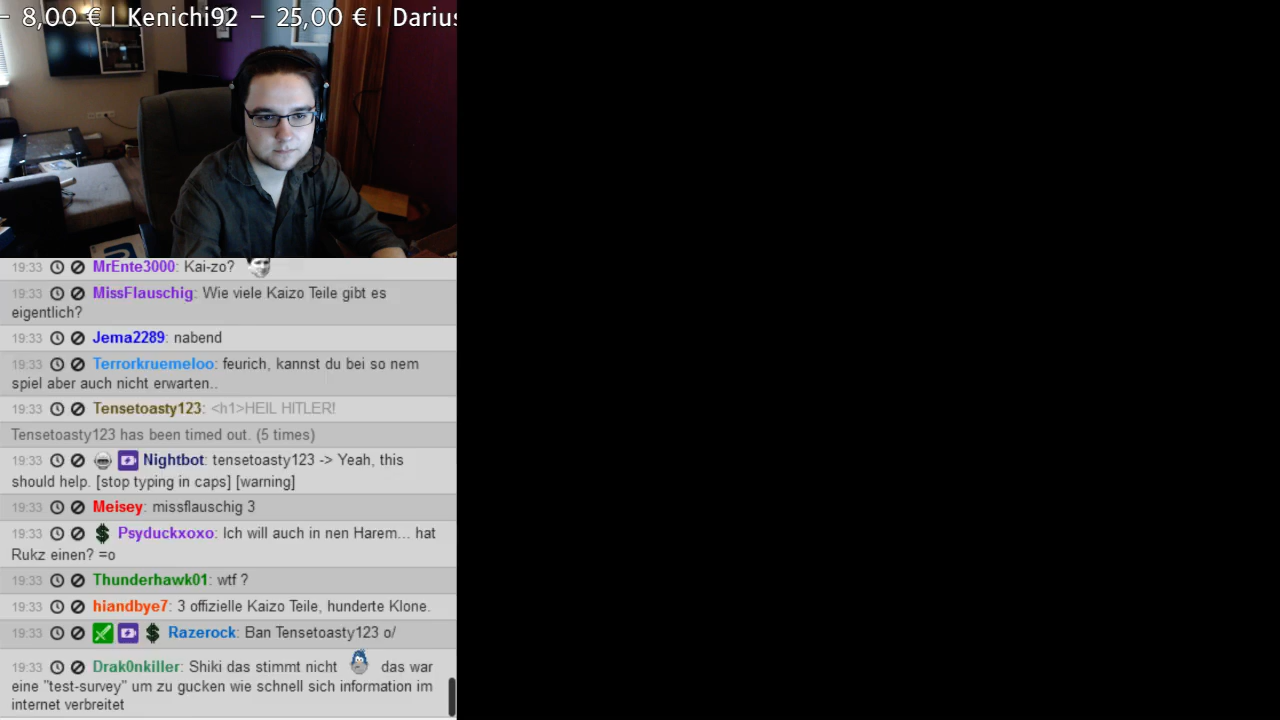 – 8,00 € | Kenichi92 – 25,00 € | Darius
19:33 MrEnte3000: Kai-zo?
19:33 MissFlauschig: Wie viele Kaizo Teile gibt es
eigentlich?
19:33 Jema2289: nabend
19:33 Terrorkruemeloo: feurich, kannst du bei so nem
spiel aber auch nicht erwarten..
19:33 Tensetoasty123: <h1>HEIL HITLER!
Tensetoasty123 has been timed out. (5 times)
19:33 Nightbot: tensetoasty123 -> Yeah, this
should help. [stop typing in caps] [warning]
19:33 Meisey: missflauschig 3
19:33 $ Psyduckxoxo: Ich will auch in nen Harem... hat
Rukz einen? =o
19:33 Thunderhawk01: wtf ?
19:33 hiandbye7: 3 offizielle Kaizo Teile, hunderte Klone.
19:33 $ Razerock: Ban Tensetoasty123 o/
19:33 Drak0nkiller: Shiki das stimmt nicht das war
eine "test-survey" um zu gucken wie schnell sich information im
internet verbreitet